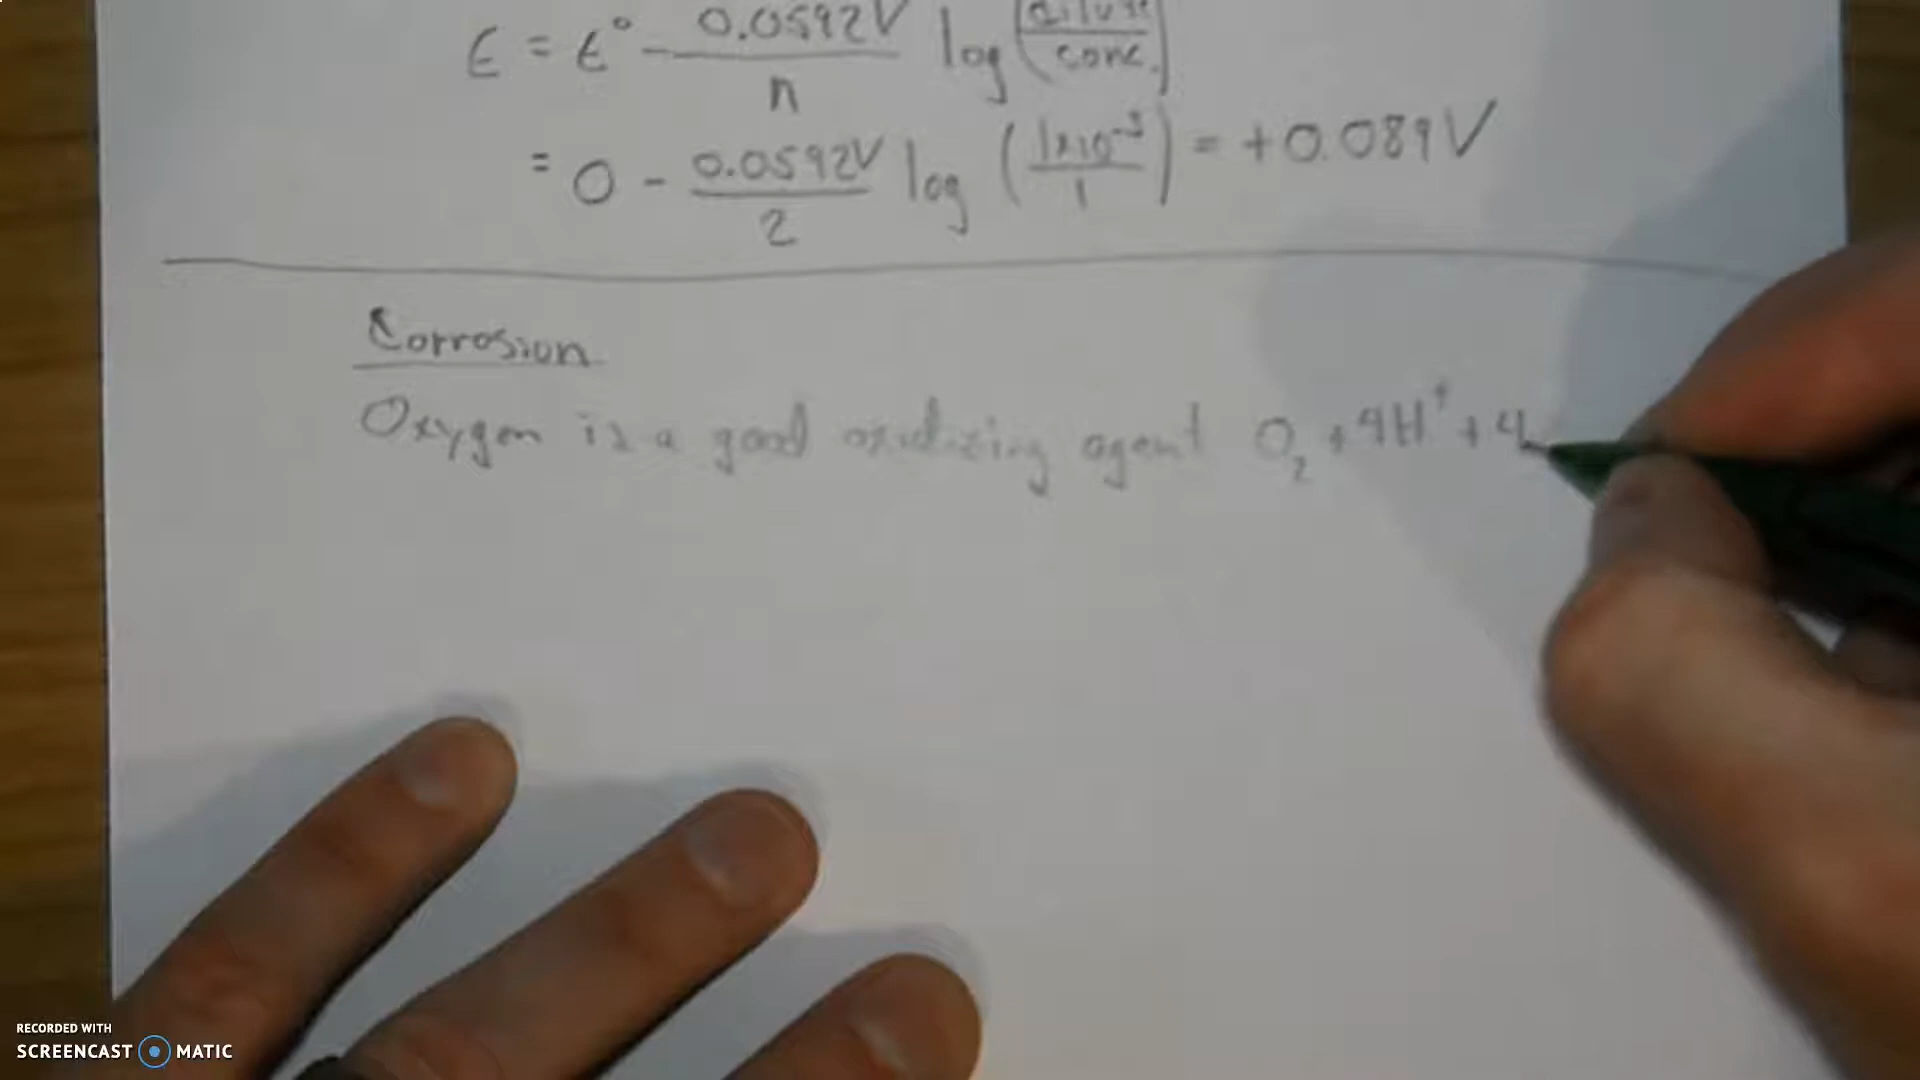 E = E° - 0.0592V / n log (dilute / conc.)
= 0 - 0.0592V / 2 log (1x10⁻³ / 1) = +0.089V
Corrosion
Oxygen is a good oxidizing agent O₂ + 4H⁺ + 4
RECORDED WITH
SCREENCAST MATIC